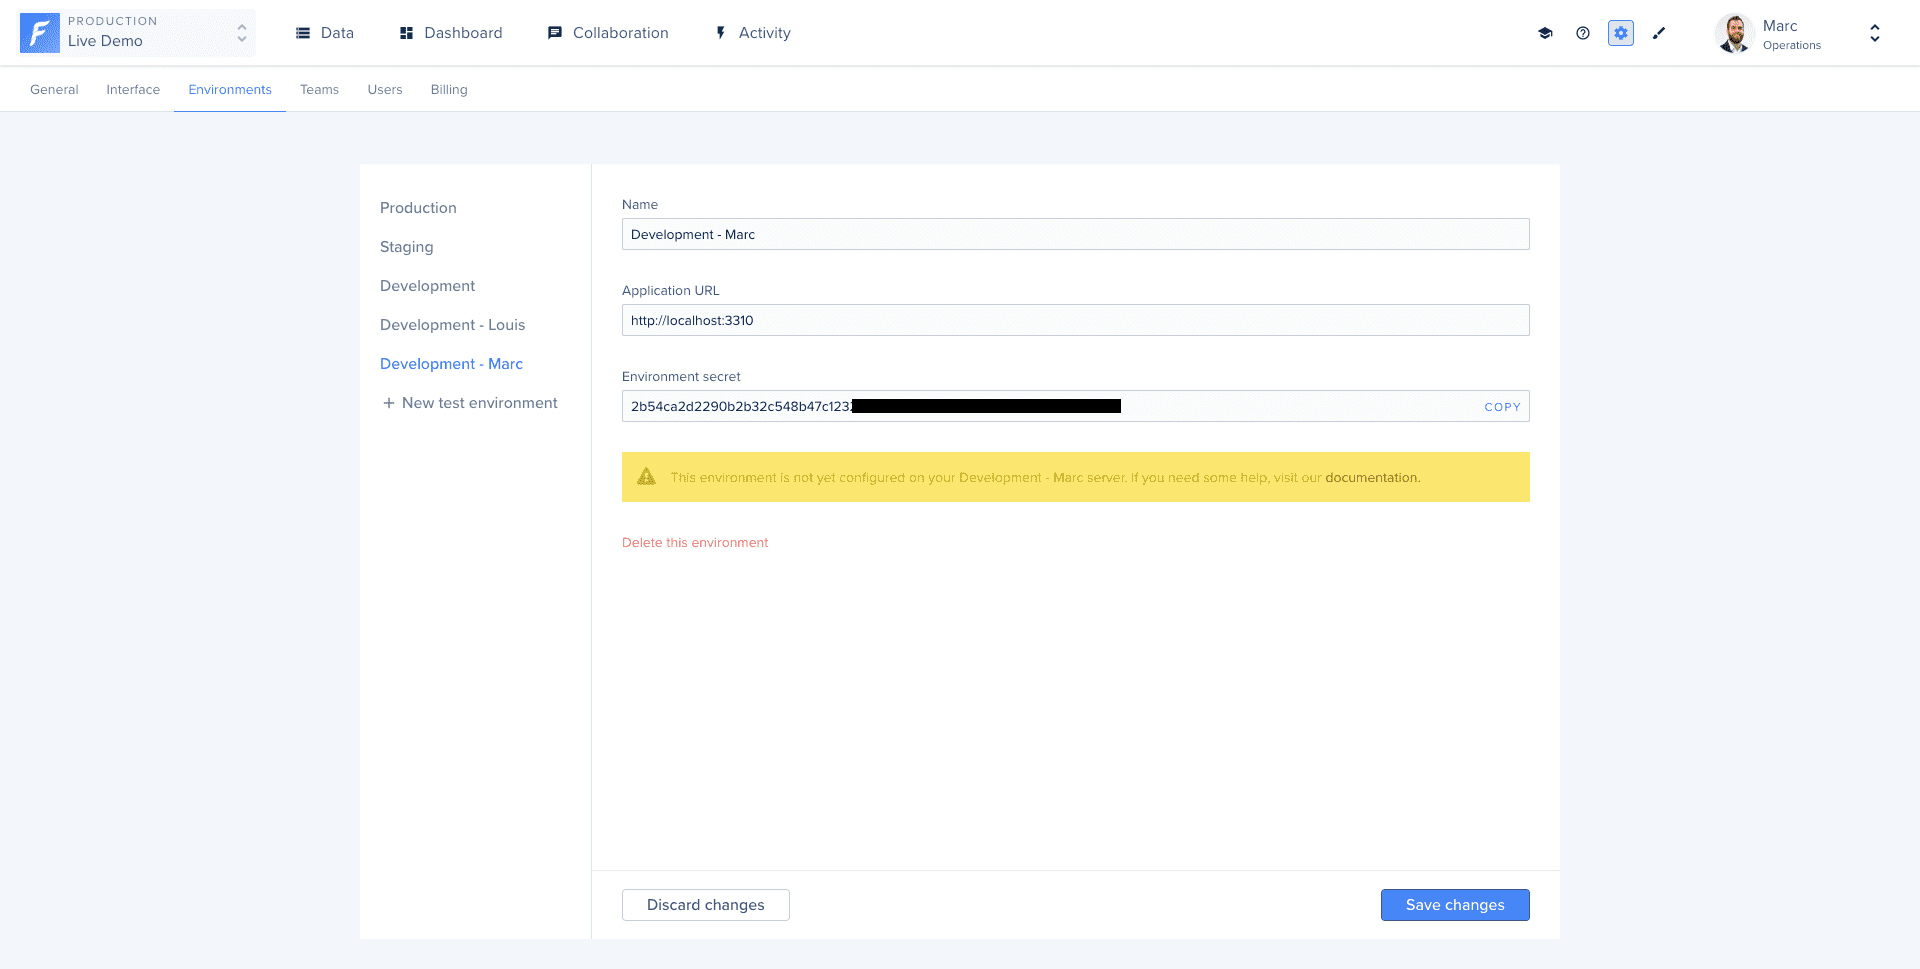 PRODUCTION
Live Demo
Data
Dashboard
Collaboration
Activity
Marc
Operations
General
Interface
Environments
Teams
Users
Billing
Production
Staging
Development
Development - Louis
Development - Marc
+ New test environment
Name
Development - Marc
Application URL
http://localhost:3310
Environment secret
2b54ca2d2290b2b32c548b47c123
COPY
This environment is not yet configured on your Development - Marc server. If you need some help, visit our documentation.
Delete this environment
Discard changes
Save changes